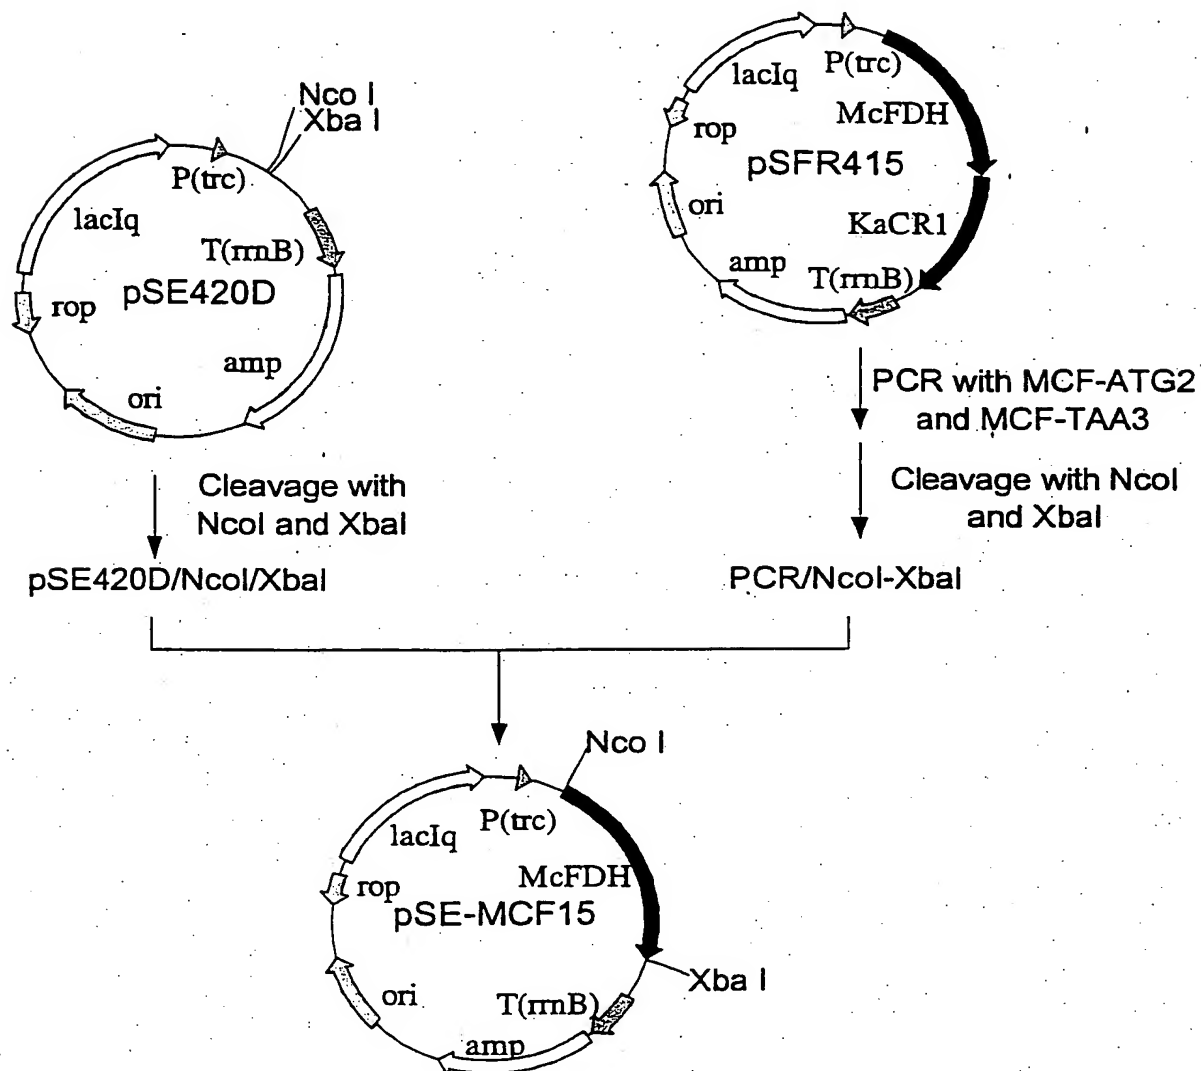 Nco I
Xba I
P(trc)
lacIq
T(rrnB)
pSE420D
rop
amp
ori
lacIq
P(trc)
McFDH
rop
pSFR415
ori
KaCR1
amp
T(rrnB)
Cleavage with
NcoI and XbaI
pSE420D/NcoI/XbaI
PCR with MCF-ATG2
and MCF-TAA3
Cleavage with NcoI
and XbaI
PCR/NcoI-XbaI
Nco I
P(trc)
lacIq
McFDH
rop
pSE-MCF15
Xba I
ori
T(rrnB)
amp